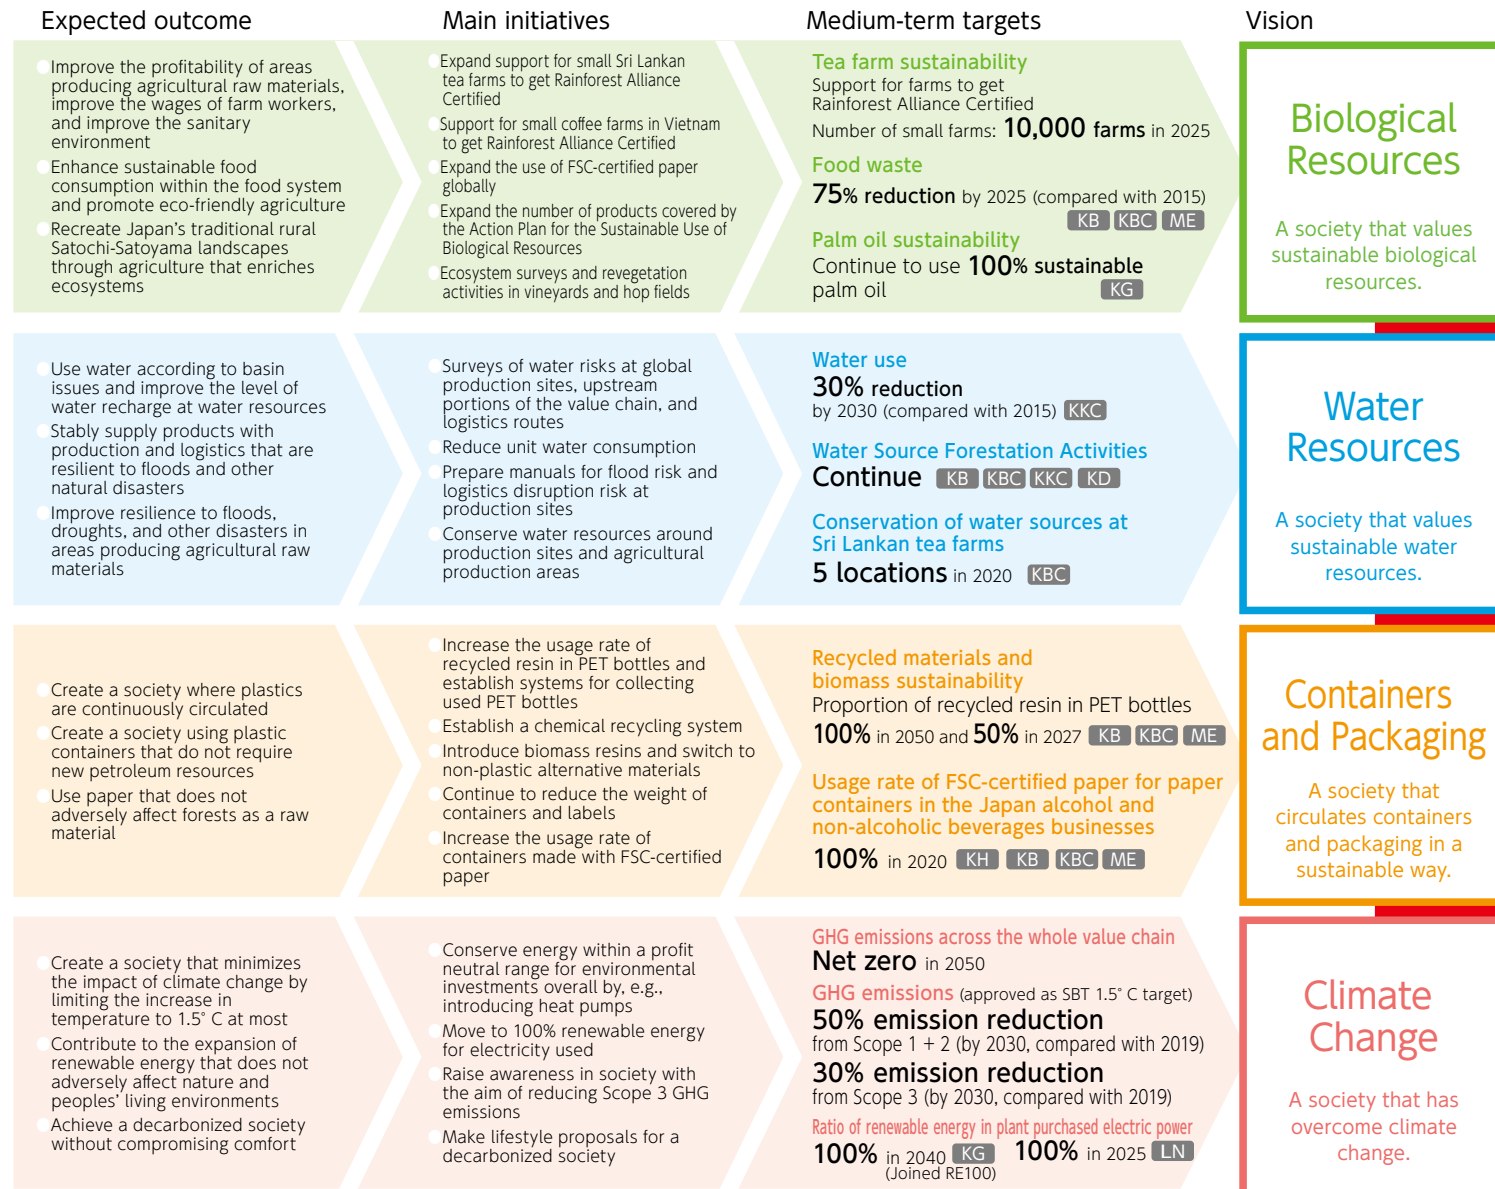 Expected outcome
Main initiatives
Medium-term targets
Vision
Improve the profitability of areas
producing agricultural raw materials,
improve the wages of farm workers,
and improve the sanitary
environment
Enhance sustainable food
consumption within the food system
and promote eco-friendly agriculture
Recreate Japan's traditional rural
Satochi-Satoyama landscapes
through agriculture that enriches
ecosystems
Expand support for small Sri Lankan
tea farms to get Rainforest Alliance
Certified
Support for small coffee farms in Vietnam
to get Rainforest Alliance Certified
Expand the use of FSC-certified paper
globally
Expand the number of products covered by
the Action Plan for the Sustainable Use of
Biological Resources
Ecosystem surveys and revegetation
activities in vineyards and hop fields
Tea farm sustainability
Support for farms to get
Rainforest Alliance Certified
Number of small farms: 10,000 farms in 2025
Food waste
75% reduction by 2025 (compared with 2015)
KB KBC ME
Palm oil sustainability
Continue to use 100% sustainable
palm oil KG
Biological
Resources
A society that values
sustainable biological
resources.
Use water according to basin
issues and improve the level of
water recharge at water resources
Stably supply products with
production and logistics that are
resilient to floods and other
natural disasters
Improve resilience to floods,
droughts, and other disasters in
areas producing agricultural raw
materials
Surveys of water risks at global
production sites, upstream
portions of the value chain, and
logistics routes
Reduce unit water consumption
Prepare manuals for flood risk and
logistics disruption risk at
production sites
Conserve water resources around
production sites and agricultural
production areas
Water use
30% reduction
by 2030 (compared with 2015) KKC
Water Source Forestation Activities
Continue KB KBC KKC KD
Conservation of water sources at
Sri Lankan tea farms
5 locations in 2020 KBC
Water
Resources
A society that values
sustainable water
resources.
Create a society where plastics
are continuously circulated
Create a society using plastic
containers that do not require
new petroleum resources
Use paper that does not
adversely affect forests as a raw
material
Increase the usage rate of
recycled resin in PET bottles and
establish systems for collecting
used PET bottles
Establish a chemical recycling system
Introduce biomass resins and switch to
non-plastic alternative materials
Continue to reduce the weight of
containers and labels
Increase the usage rate of
containers made with FSC-certified
paper
Recycled materials and
biomass sustainability
Proportion of recycled resin in PET bottles
100% in 2050 and 50% in 2027 KB KBC ME
Usage rate of FSC-certified paper for paper
containers in the Japan alcohol and
non-alcoholic beverages businesses
100% in 2020 KH KB KBC ME
Containers
and Packaging
A society that
circulates containers
and packaging in a
sustainable way.
Create a society that minimizes
the impact of climate change by
limiting the increase in
temperature to 1.5° C at most
Contribute to the expansion of
renewable energy that does not
adversely affect nature and
peoples' living environments
Achieve a decarbonized society
without compromising comfort
Conserve energy within a profit
neutral range for environmental
investments overall by, e.g.,
introducing heat pumps
Move to 100% renewable energy
for electricity used
Raise awareness in society with
the aim of reducing Scope 3 GHG
emissions
Make lifestyle proposals for a
decarbonized society
GHG emissions across the whole value chain
Net zero in 2050
GHG emissions (approved as SBT 1.5° C target)
50% emission reduction
from Scope 1 + 2 (by 2030, compared with 2019)
30% emission reduction
from Scope 3 (by 2030, compared with 2019)
Ratio of renewable energy in plant purchased electric power
100% in 2040 KG 100% in 2025 LN
(Joined RE100)
Climate
Change
A society that has
overcome climate
change.